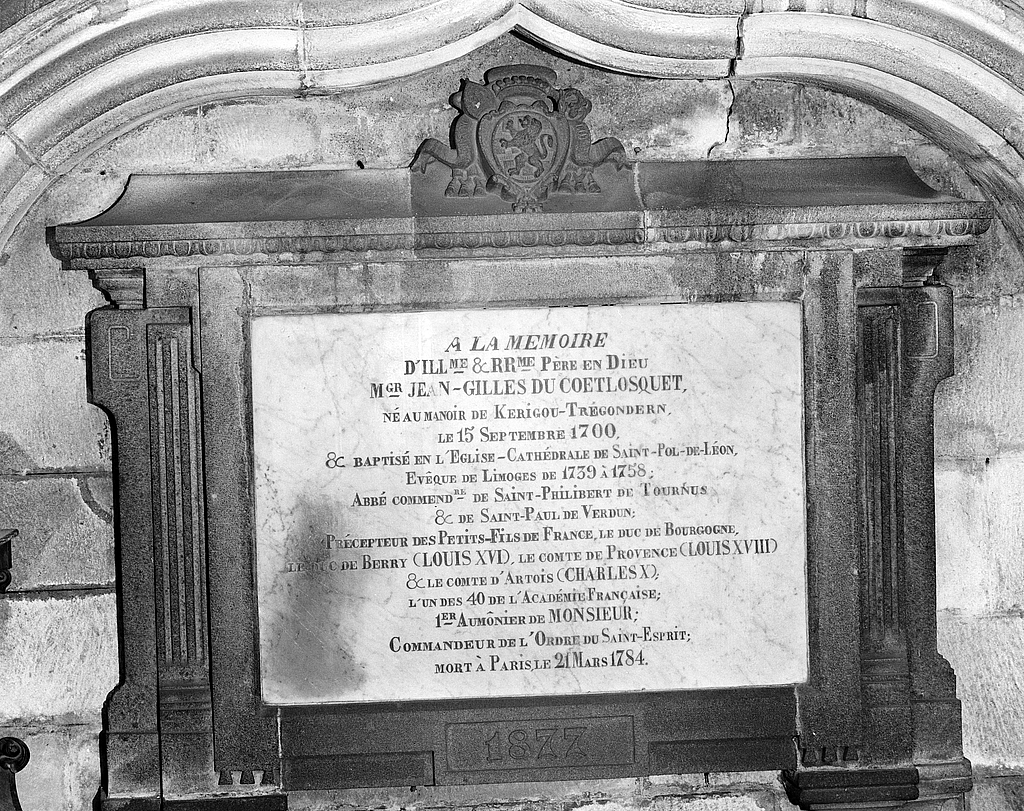 A LA MEMOIRE
D'ILLME & RRME PÈRE EN DIEU
MGR JEAN-GILLES DU COETLOSQUET,
NÉ AU MANOIR DE KERIGOU-TRÉGONDERN,
LE 15 SEPTEMBRE 1700,
& BAPTISÉ EN L'EGLISE-CATHÉDRALE DE SAINT-POL-DE-LÉON,
EVÊQUE DE LIMOGES DE 1739 À 1758;
ABBÉ COMMENDRE DE SAINT-PHILIBERT DE TOURNUS
& DE SAINT-PAUL DE VERDUN;
PRÉCEPTEUR DES PETITS-FILS DE FRANCE, LE DUC DE BOURGOGNE,
LE DUC DE BERRY (LOUIS XVI), LE COMTE DE PROVENCE (LOUIS XVIII)
& LE COMTE D'ARTOIS (CHARLES X);
L'UN DES 40 DE L'ACADÉMIE FRANÇAISE;
1ER AUMÔNIER DE MONSIEUR;
COMMANDEUR DE L'ORDRE DU SAINT-ESPRIT;
MORT À PARIS, LE 21 MARS 1784.
1877